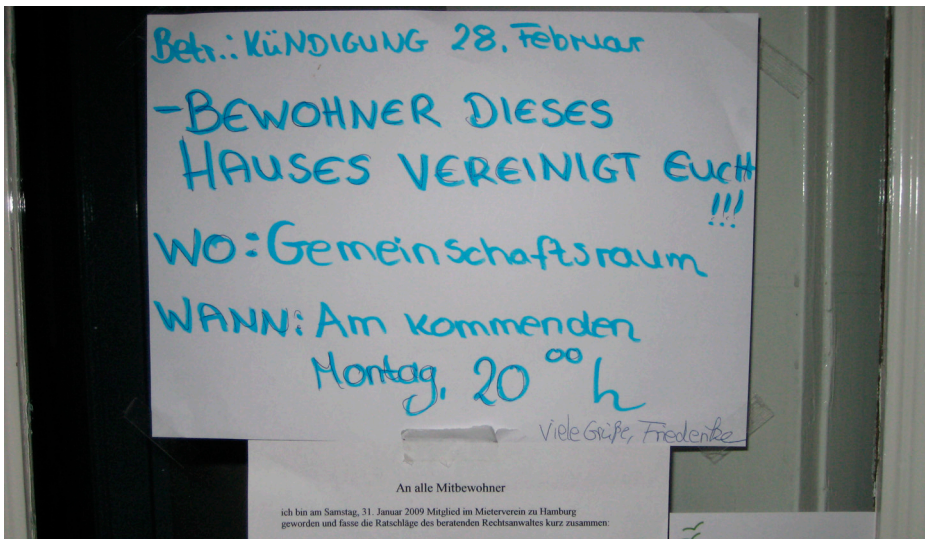 Betr.: KÜNDIGUNG 28. Februar
- BEWOHNER DIESES
HAUSES VEREINIGT EUCH
!!!
WO: Gemeinschaftsraum
WANN: Am kommenden
Montag, 20 00 h
Viele Grüße, Friederike
An alle Mitbewohner
ich bin am Samstag, 31. Januar 2009 Mitglied im Mieterverein zu Hamburg
geworden und fasse die Ratschläge des beratenden Rechtsanwaltes kurz zusammen: